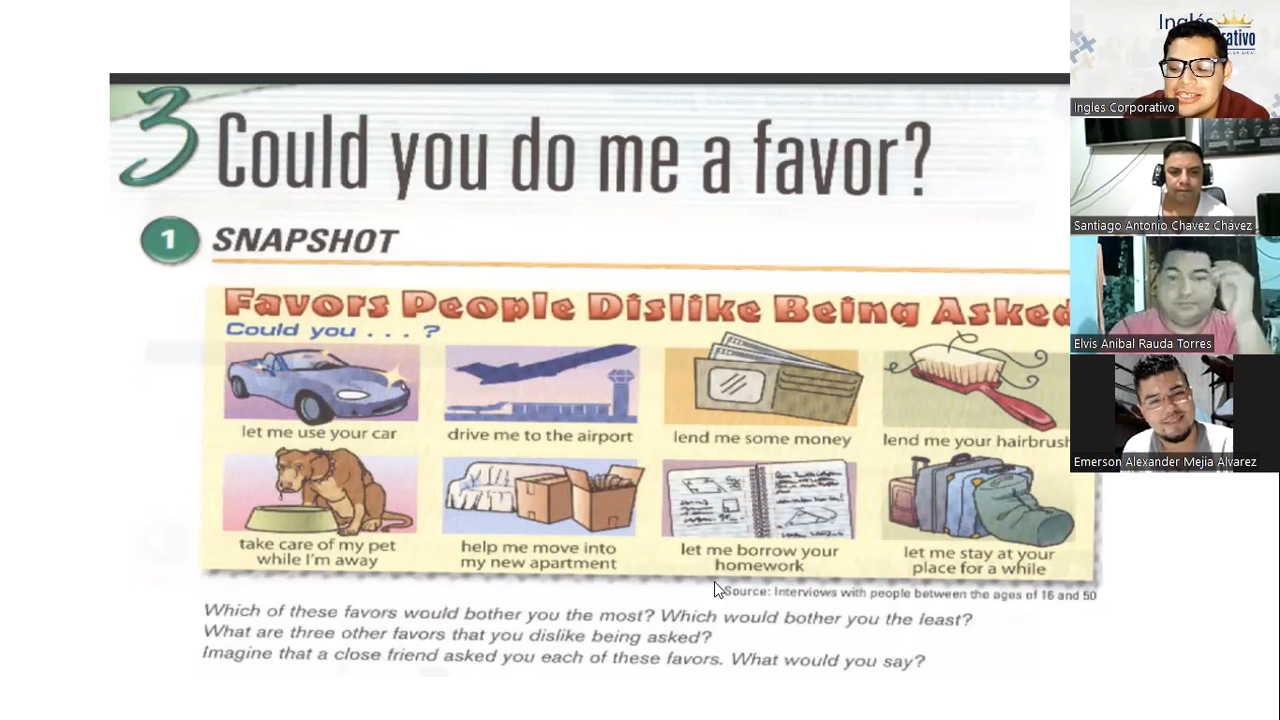 3 Could you do me a favor?
1 SNAPSHOT
Favors People Dislike Being Asked
Could you . . . ?
let me use your car
drive me to the airport
lend me some money
lend me your hairbrush
take care of my pet
while I'm away
help me move into
my new apartment
let me borrow your
homework
let me stay at your
place for a while
Source: Interviews with people between the ages of 16 and 50
Which of these favors would bother you the most? Which would bother you the least?
What are three other favors that you dislike being asked?
Imagine that a close friend asked you each of these favors. What would you say?
Inglés
rativo
Ingles Corporativo
Santiago Antonio Chavez Chávez
Elvis Anibal Rauda Torres
Emerson Alexander Mejia Alvarez